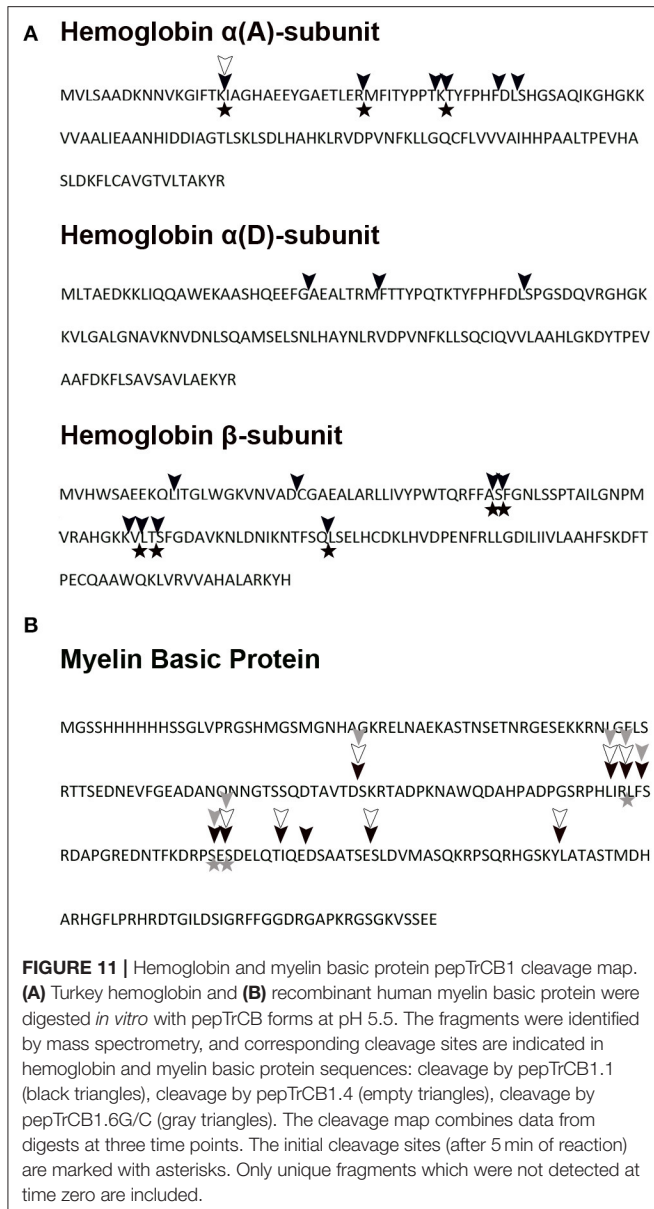 A Hemoglobin α(A)-subunit
MVLSAADKNNVKGIFTKIAGHAEEYGAETLERMFITYPPTKTYFPHFDLSHGSAQIKGHGKK
VVAALIEAANHIDDIAGTLSKLSDLHAHKLRVDPVNFKLLGQCFLVVVAIHHPAALTPEVHA
SLDKFLCAVGTVLTAKYR
Hemoglobin α(D)-subunit
MLTAEDKKLIQQAWEKAASHQEEFGAEALTRMFTTYPQTKTYFPHFDLSPGSDQVRGHGK
KVLGALGNAVKNVDNLSQAMSELSNLHAYNLRVDPVNFKLLSQCIQVVLAAHLGKDYTPEV
AAFDKFLSAVSAVLAEKYR
Hemoglobin β-subunit
MVHWSAEEKQLITGLWGKVNVADCGAEALARLLIVYPWTQRFFASFGNLSSPTAILGNPM
VRAHGKKVLTSFGDAVKNLDNIKNTFSQLSELHCDKLHVDPENFRLLGDILIIVLAAHFSKDFT
PECQAAWQKLVRVVAHALARKYH
B
Myelin Basic Protein
MGSSHHHHHHSSGLVPRGSHMGSMGNHAGKRELNAEKASTNSETNRGESEKKRNLGELS
RTTSEDNEVFGEADANQNNGTSSQDTAVTDSKRTADPKNAWQDAHPADPGSRPHLIRLFS
RDAPGREDNTFKDRPSESDELQTIQEDSAATSESLDVMASQKRPSQRHGSKYLATASTMDH
ARHGFLPRHRDTGILDSIGRFFGGDRGAPKRGSGKVSSEE
FIGURE 11 | Hemoglobin and myelin basic protein pepTrCB1 cleavage map.
(A) Turkey hemoglobin and (B) recombinant human myelin basic protein were
digested in vitro with pepTrCB forms at pH 5.5. The fragments were identified
by mass spectrometry, and corresponding cleavage sites are indicated in
hemoglobin and myelin basic protein sequences: cleavage by pepTrCB1.1
(black triangles), cleavage by pepTrCB1.4 (empty triangles), cleavage by
pepTrCB1.6G/C (gray triangles). The cleavage map combines data from
digests at three time points. The initial cleavage sites (after 5 min of reaction)
are marked with asterisks. Only unique fragments which were not detected at
time zero are included.